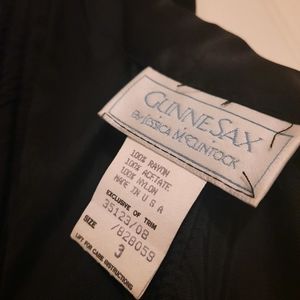 GUNNE SAX
By JESSICA McCLINTOCK
100% RAYON
100% ACETATE
100% NYLON
MADE IN U S A
EXCLUSIVE OF TRIM
35123/08
/828059
SIZE
3
LIFT FOR CARE INSTRUCTIONS